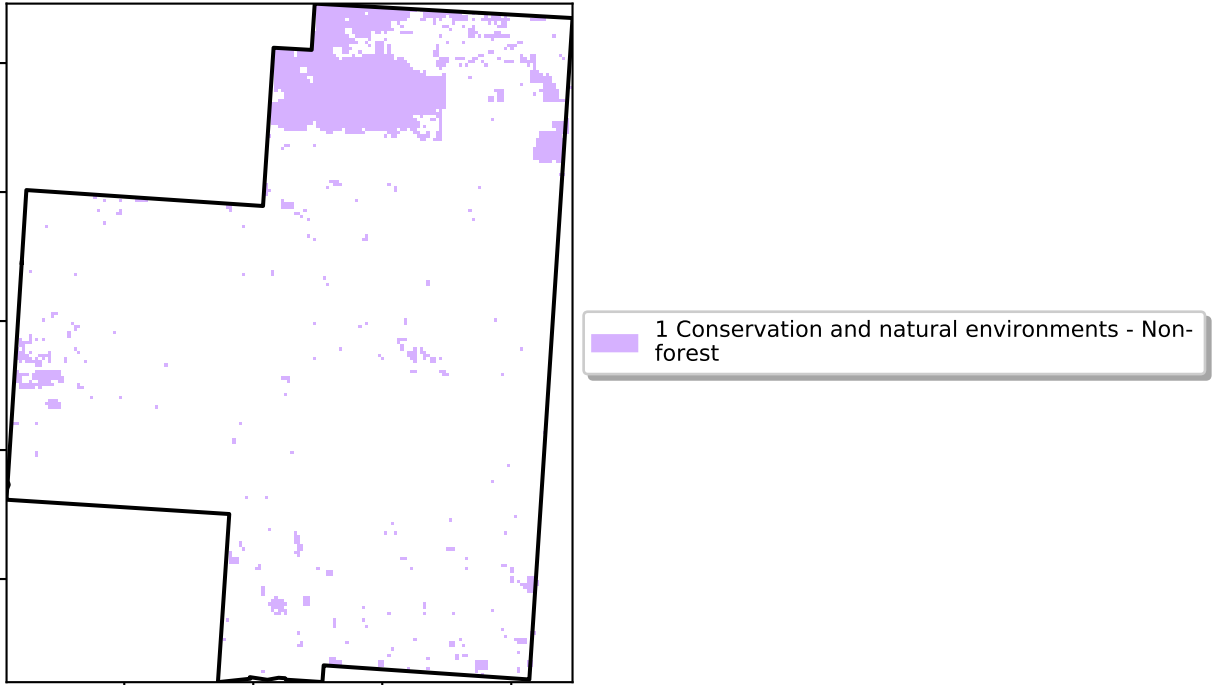 1 Conservation and natural environments - Non-
forest